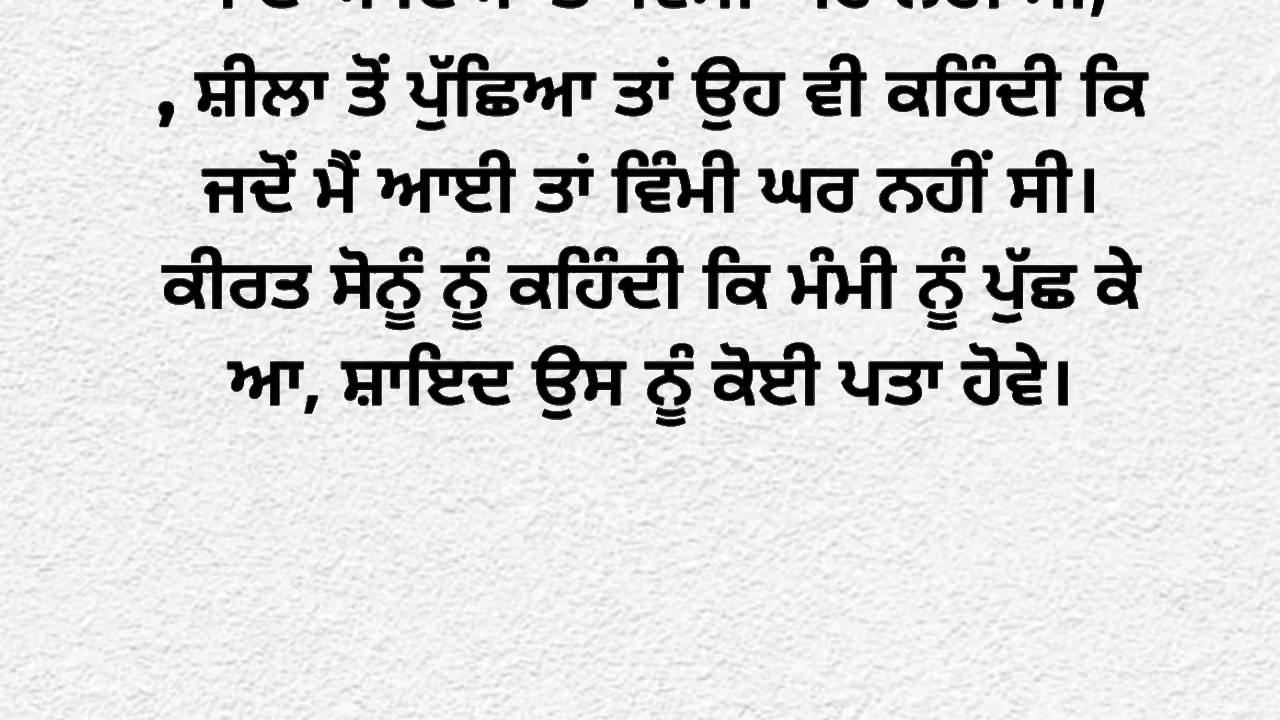 , ਸ਼ੀਲਾ ਤੋਂ ਪੁੱਛਿਆ ਤਾਂ ਉਹ ਵੀ ਕਹਿੰਦੀ ਕਿ
ਜਦੋਂ ਮੈਂ ਆਈ ਤਾਂ ਵਿੰਮੀ ਘਰ ਨਹੀਂ ਸੀ।
ਕੀਰਤ ਸੋਨੂੰ ਨੂੰ ਕਹਿੰਦੀ ਕਿ ਮੰਮੀ ਨੂੰ ਪੁੱਛ ਕੇ
ਆ, ਸ਼ਾਇਦ ਉਸ ਨੂੰ ਕੋਈ ਪਤਾ ਹੋਵੇ।